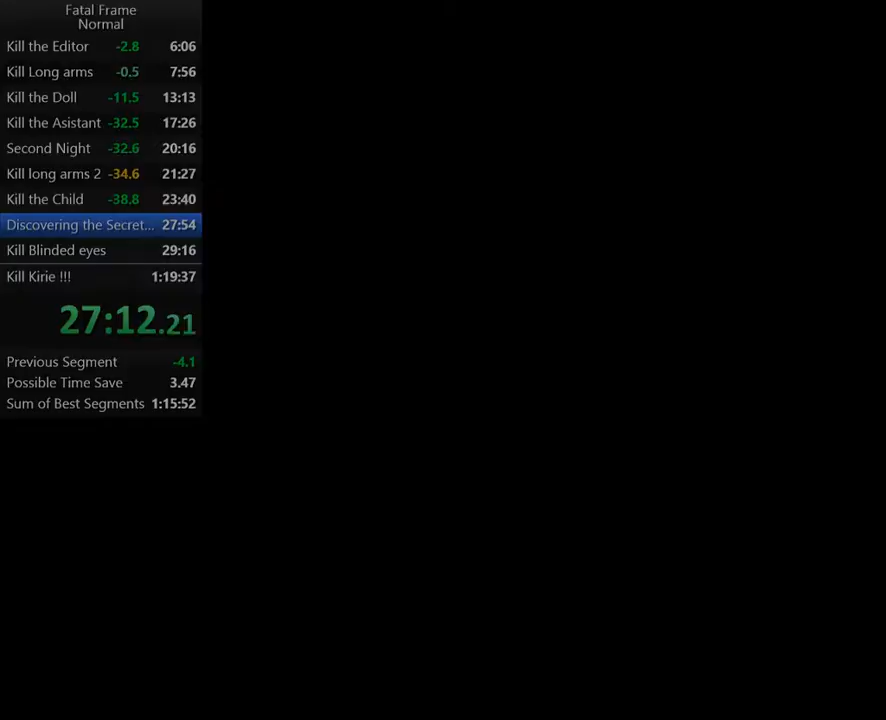 Fatal Frame
Normal
Kill the Editor -2.8 6:06
Kill Long arms -0.5 7:56
Kill the Doll -11.5 13:13
Kill the Asistant -32.5 17:26
Second Night -32.6 20:16
Kill long arms 2 -34.6 21:27
Kill the Child -38.8 23:40
Discovering the Secret... 27:54
Kill Blinded eyes 29:16
Kill Kirie !!! 1:19:37
27:12.21
Previous Segment -4.1
Possible Time Save 3.47
Sum of Best Segments 1:15:52